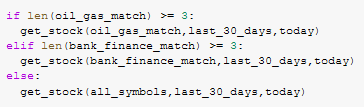 if len(oil_gas_match) >= 3:
  get_stock(oil_gas_match,last_30_days,today)
elif len(bank_finance_match) >= 3:
  get_stock(bank_finance_match,last_30_days,today)
else:
  get_stock(all_symbols,last_30_days,today)